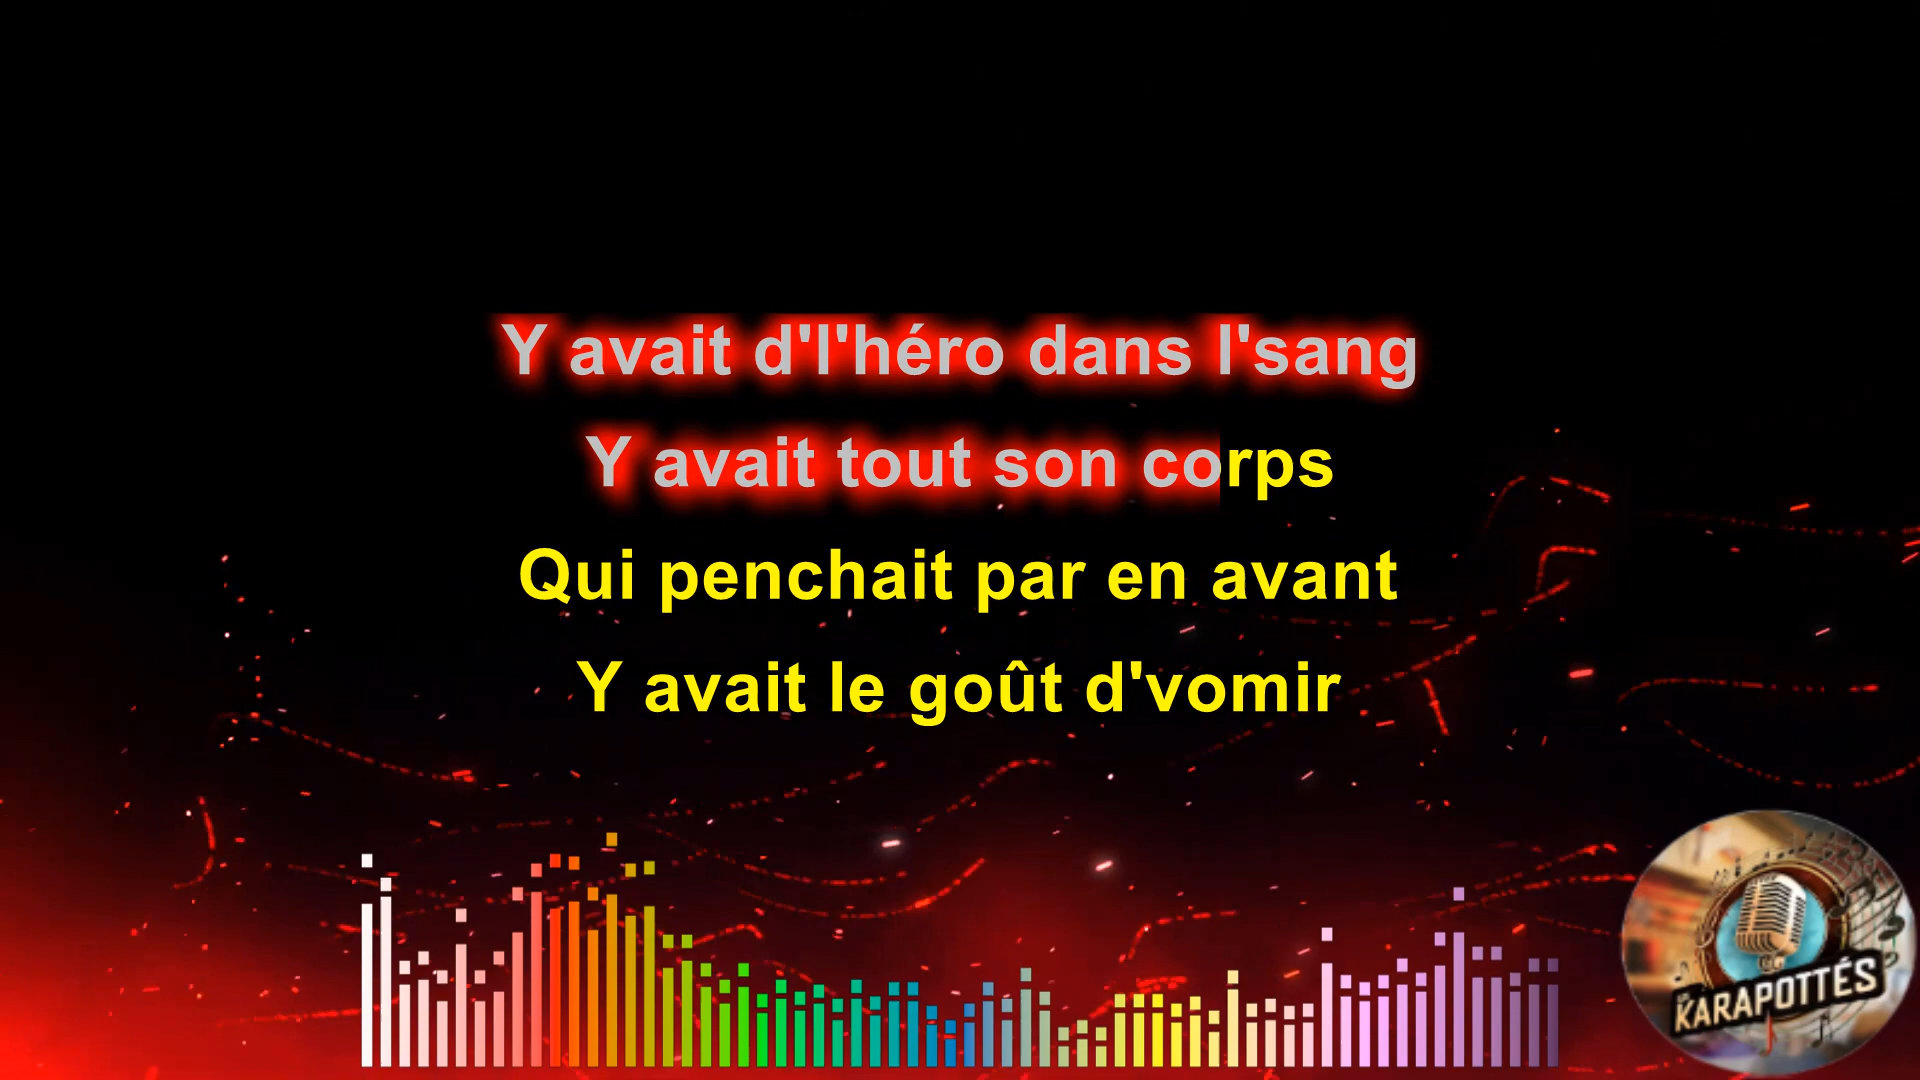 Y avait d'l'héro dans l'sang
Y avait tout son corps
Qui penchait par en avant
Y avait le goût d'vomir
KARAPOTTÉS